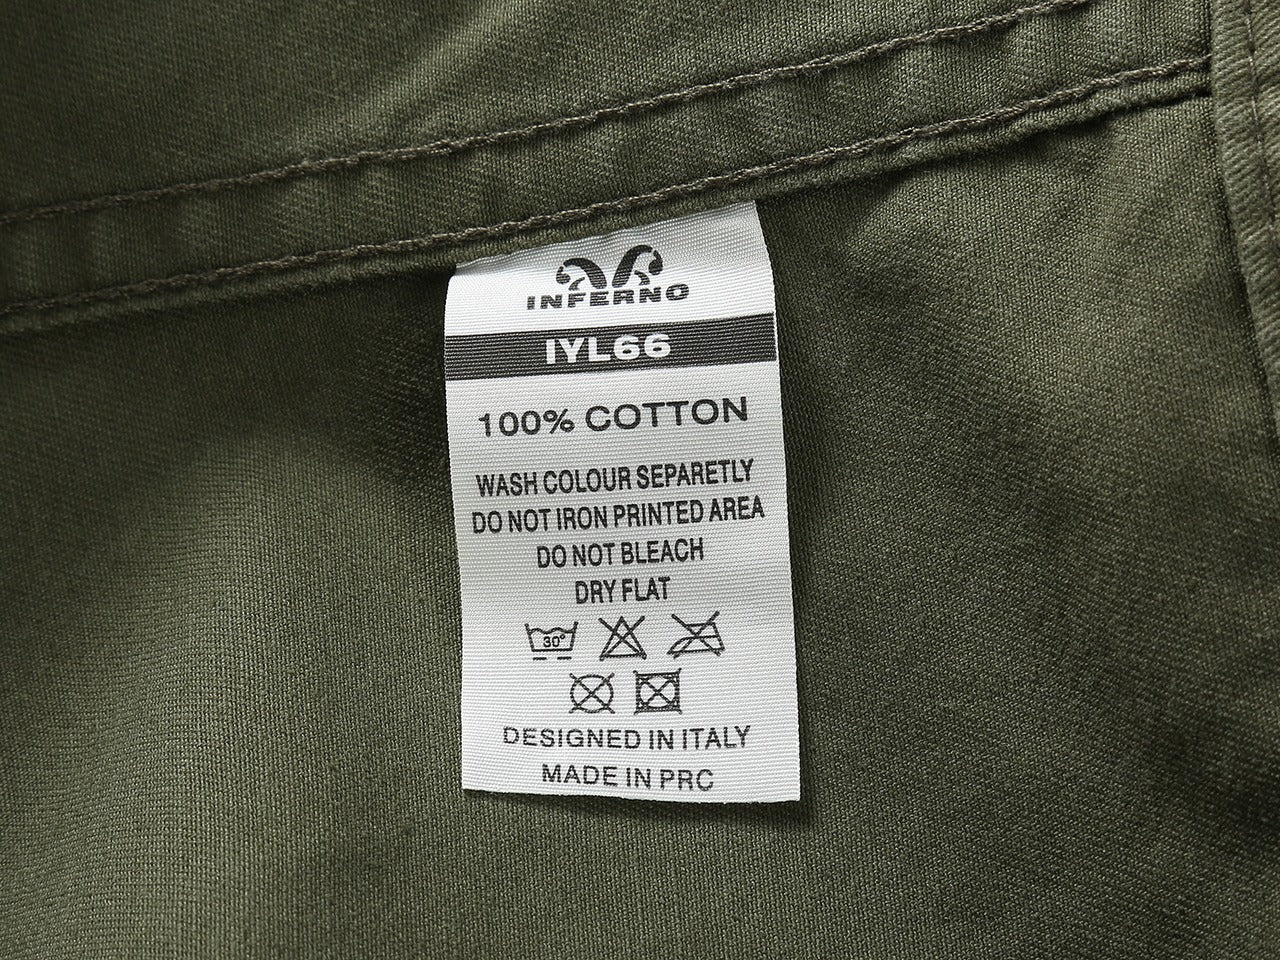 INFERNO
IYL66
100% COTTON
WASH COLOUR SEPARETLY
DO NOT IRON PRINTED AREA
DO NOT BLEACH
DRY FLAT
30°
DESIGNED IN ITALY
MADE IN PRC